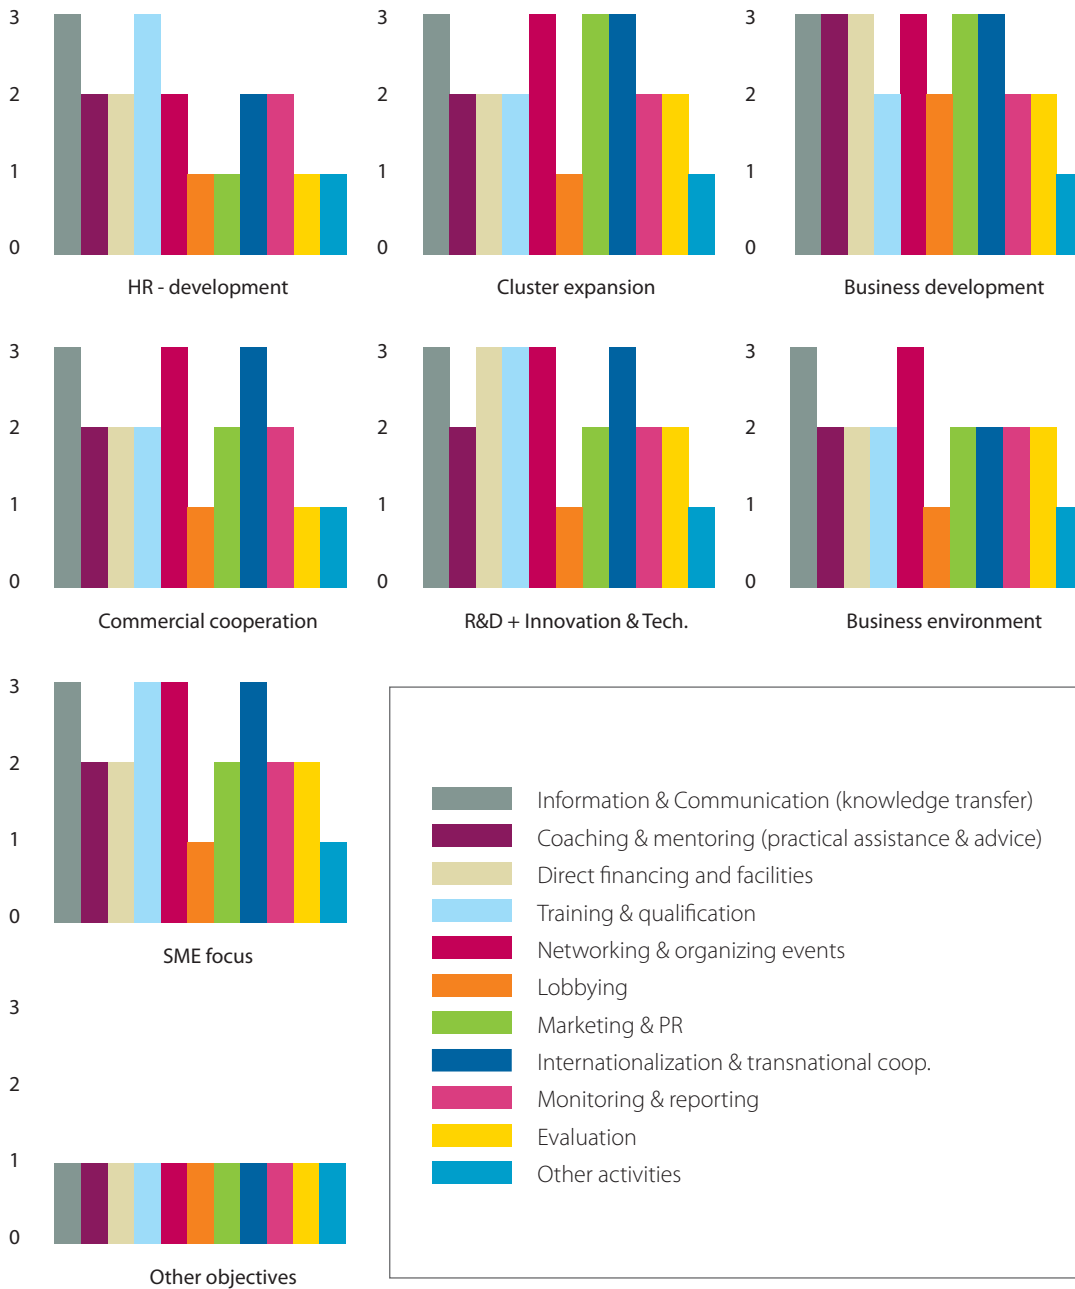 3
2
1
0
HR - development
3
2
1
0
Cluster expansion
3
2
1
0
Business development
3
2
1
0
Commercial cooperation
3
2
1
0
R&D + Innovation & Tech.
3
2
1
0
Business environment
3
2
1
0
SME focus
3
2
1
0
Other objectives
Information & Communication (knowledge transfer)
Coaching & mentoring (practical assistance & advice)
Direct financing and facilities
Training & qualification
Networking & organizing events
Lobbying
Marketing & PR
Internationalization & transnational coop.
Monitoring & reporting
Evaluation
Other activities